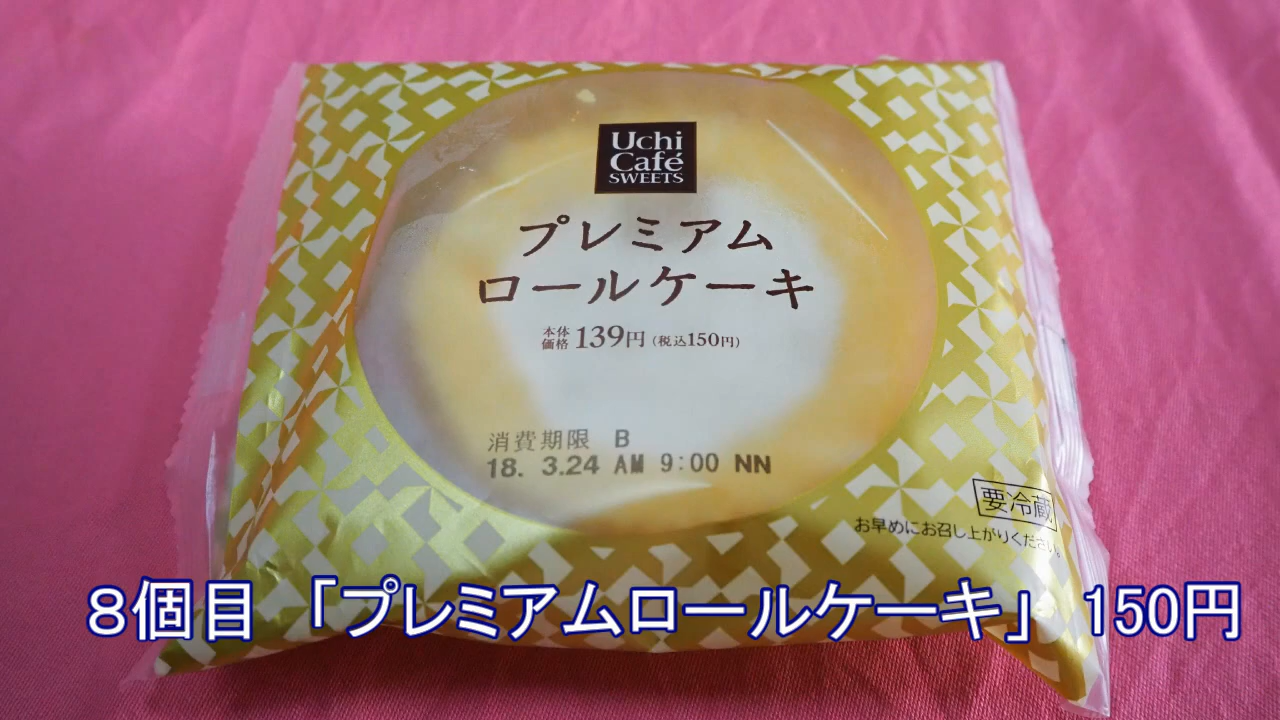 Uchi
Café
SWEETS
プレミアム
ロールケーキ
本体価格 139円 (税込150円)
消費期限 B
18. 3.24 AM 9:00 NN
要冷蔵
お早めにお召し上がりください。
8個目 「プレミアムロールケーキ」 150円